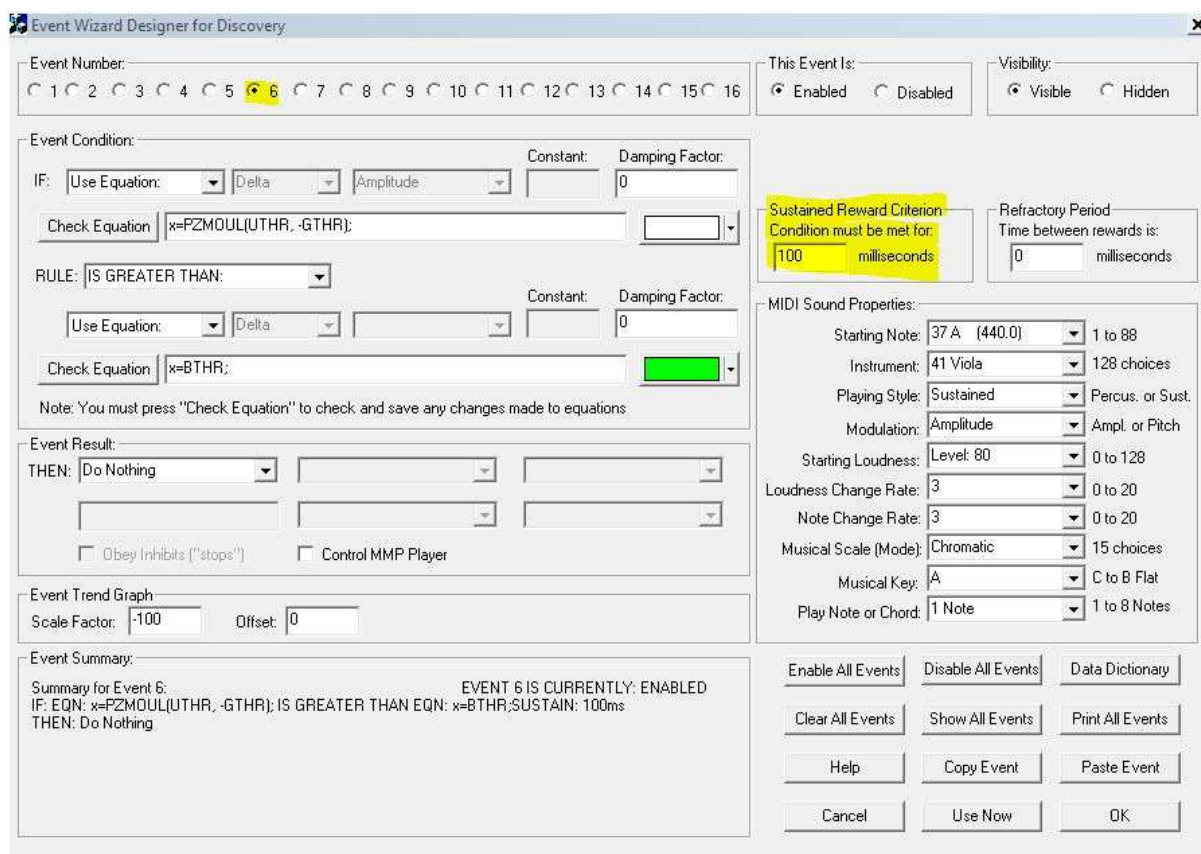 Event Wizard Designer for Discovery
Event Number:
1 2 3 4 5 6 7 8 9 10 11 12 13 14 15 16
This Event Is:
Enabled Disabled
Visibility:
Visible Hidden
Event Condition:
Constant: Damping Factor:
IF: Use Equation: Delta Amplitude 0
Check Equation x=PZMOUL(UTHR, -GTHR);
RULE: IS GREATER THAN:
Constant: Damping Factor:
Use Equation: Delta 0
Check Equation x=BTHR;
Note: You must press "Check Equation" to check and save any changes made to equations
Sustained Reward Criterion
Condition must be met for:
100 milliseconds
Refractory Period
Time between rewards is:
0 milliseconds
Event Result:
THEN: Do Nothing
Obey Inhibits ("stops") Control MMP Player
Event Trend Graph
Scale Factor: -100 Offset: 0
Event Summary:
Summary for Event 6: EVENT 6 IS CURRENTLY: ENABLED
IF: EQN: x=PZMOUL(UTHR, -GTHR); IS GREATER THAN EQN: x=BTHR;SUSTAIN: 100ms
THEN: Do Nothing
MIDI Sound Properties:
Starting Note: 37 A (440.0) 1 to 88
Instrument: 41 Viola 128 choices
Playing Style: Sustained Percus. or Sust.
Modulation: Amplitude Ampl. or Pitch
Starting Loudness: Level: 80 0 to 128
Loudness Change Rate: 3 0 to 20
Note Change Rate: 3 0 to 20
Musical Scale (Mode): Chromatic 15 choices
Musical Key: A C to B Flat
Play Note or Chord: 1 Note 1 to 8 Notes
Enable All Events Disable All Events Data Dictionary
Clear All Events Show All Events Print All Events
Help Copy Event Paste Event
Cancel Use Now OK